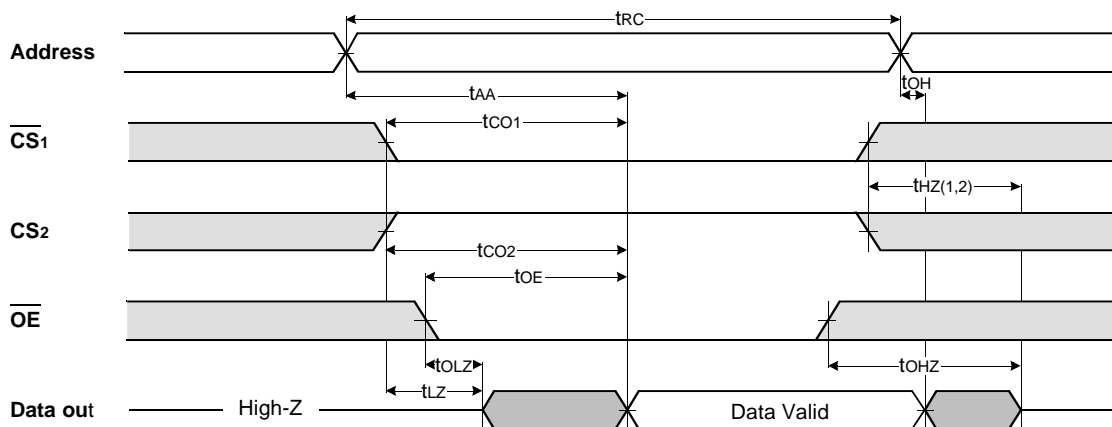 tRC
Address
tOH
tAA
tCO1
CS1
tHZ(1,2)
CS2
tCO2
tOE
OE
tOLZ
tOHZ
tLZ
Data out
High-Z
Data Valid